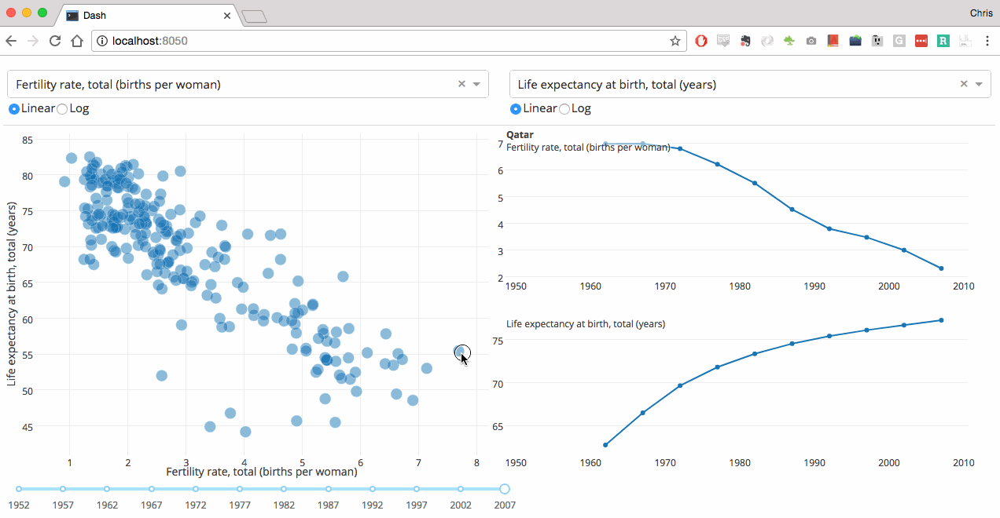 Dash
Chris
localhost:8050
Fertility rate, total (births per woman)
Life expectancy at birth, total (years)
Linear Log
Linear Log
85
80
75
70
65
60
55
50
45
Life expectancy at birth, total (years)
1 2 3 4 5 6 7 8
Fertility rate, total (births per woman)
1952 1957 1962 1967 1972 1977 1982 1987 1992 1997 2002 2007
Qatar
Fertility rate, total (births per woman)
7
6
5
4
3
2
1950 1960 1970 1980 1990 2000 2010
Life expectancy at birth, total (years)
75
70
65
1950 1960 1970 1980 1990 2000 2010
G
R